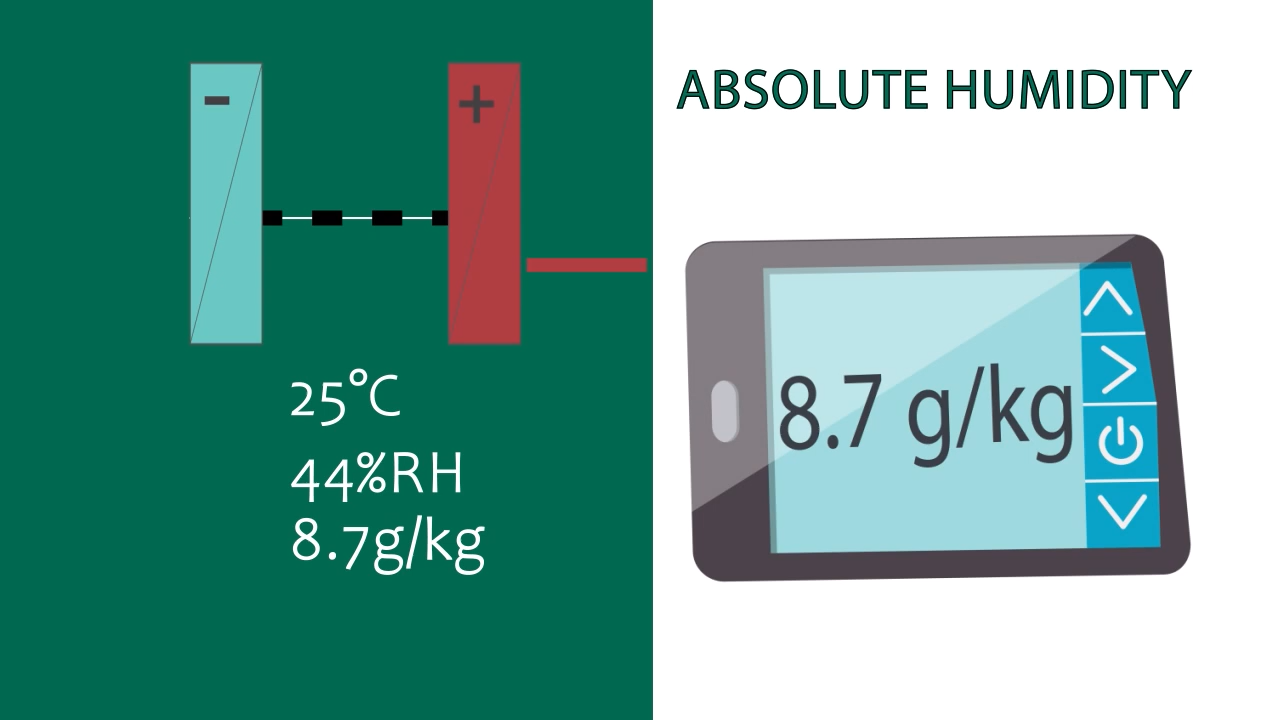 -
+
25°C
44%RH
8.7g/kg
ABSOLUTE HUMIDITY
8.7 g/kg